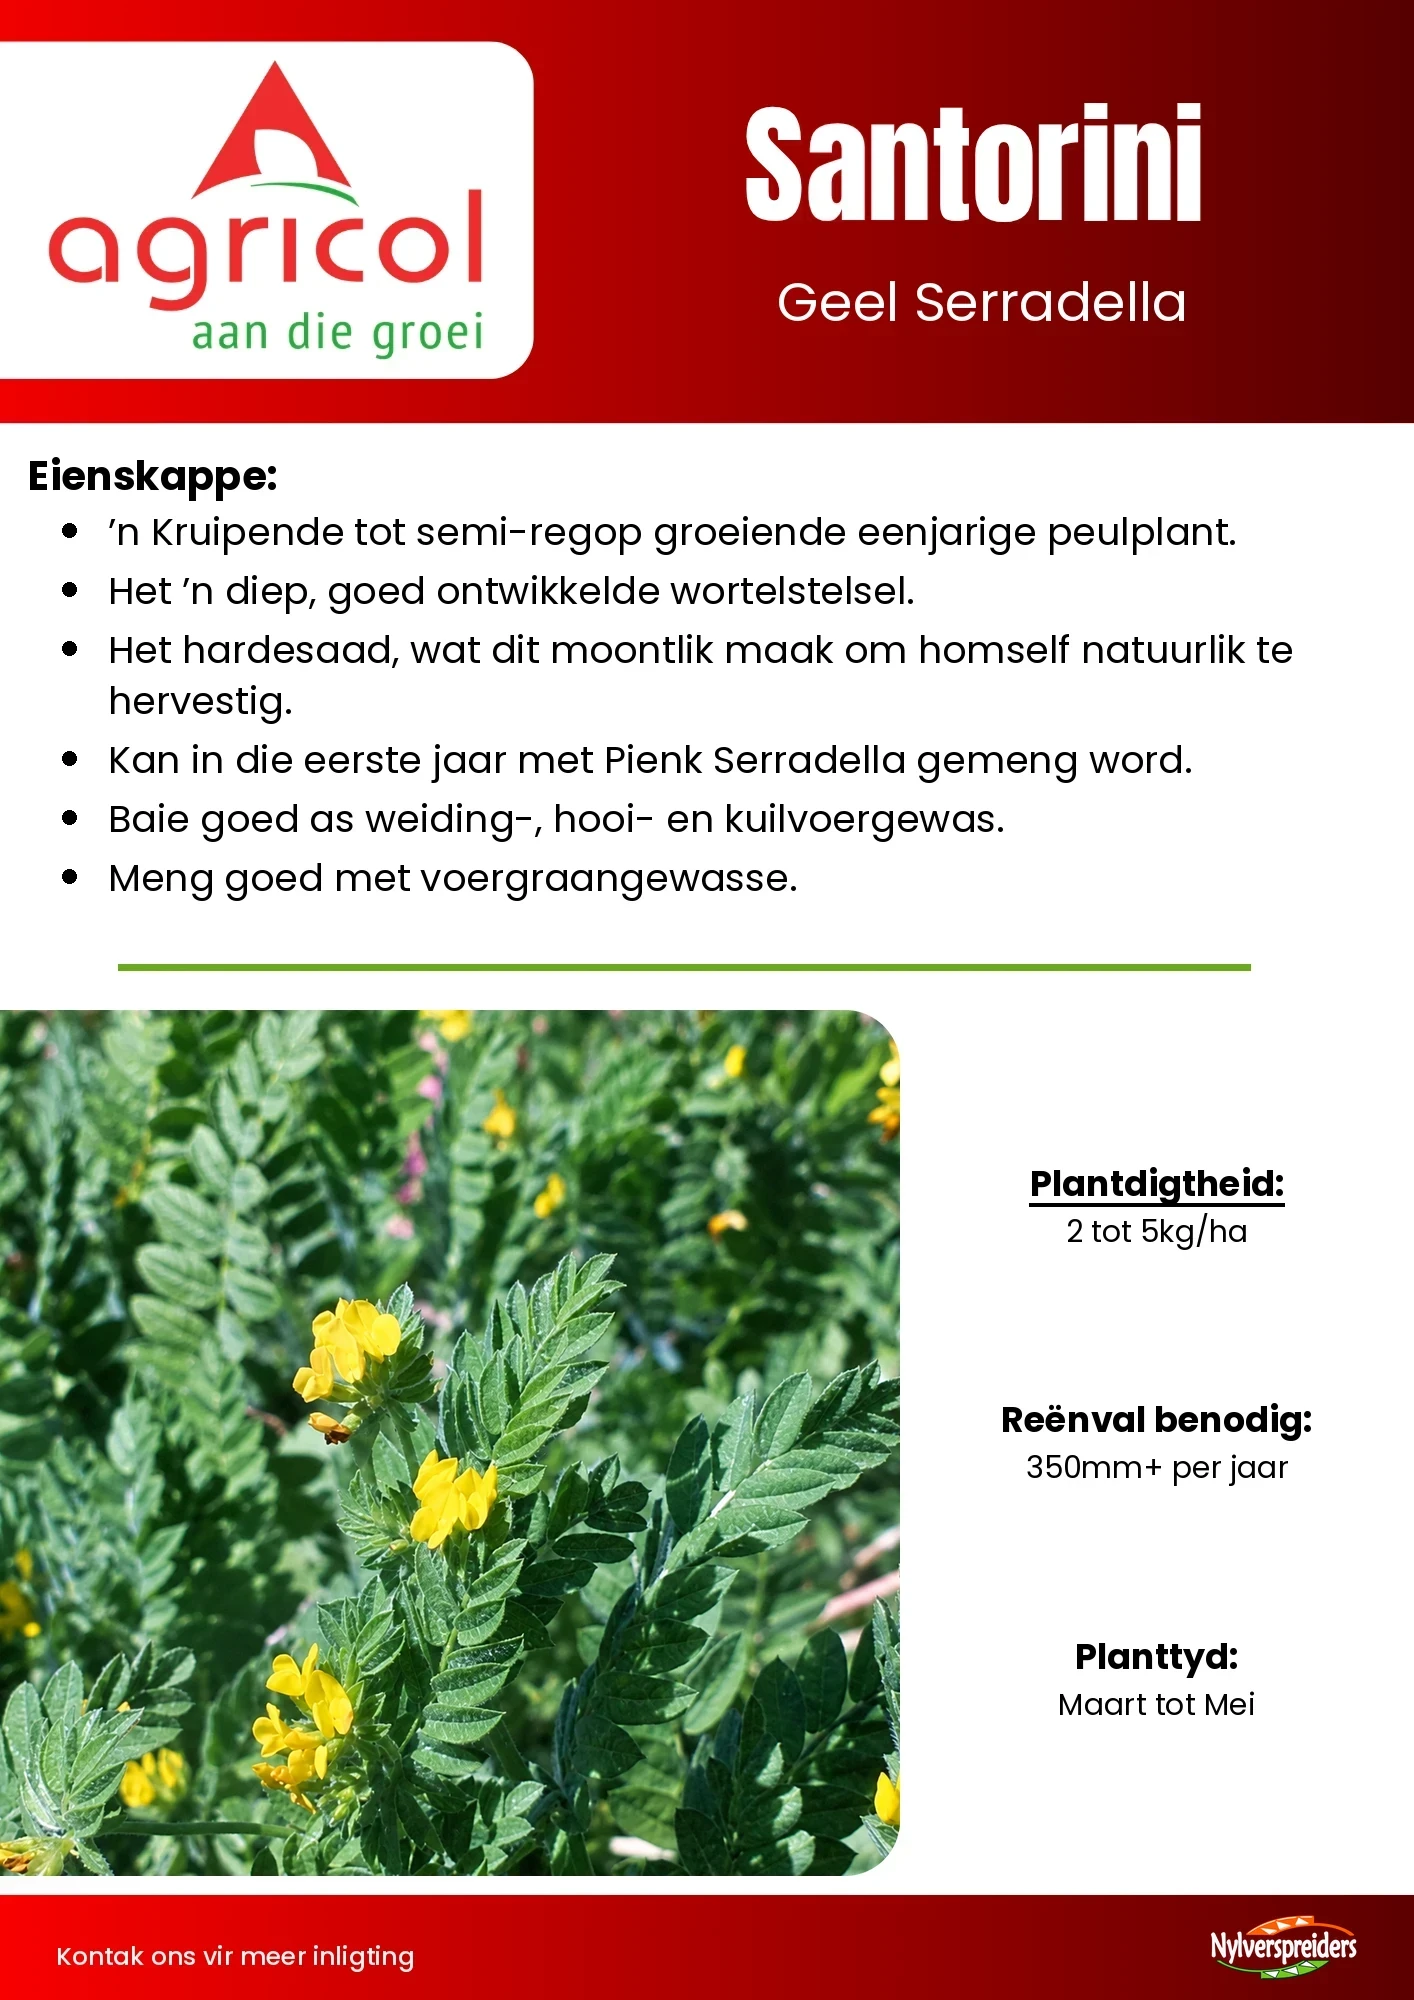 agricol
aan die groei
Santorini
Geel Serradella
Eienskappe:
• ’n Kruipende tot semi-regop groeiende eenjarige peulplant.
• Het ’n diep, goed ontwikkelde wortelstelsel.
• Het hardesaad, wat dit moontlik maak om homself natuurlik te
hervestig.
• Kan in die eerste jaar met Pienk Serradella gemeng word.
• Baie goed as weiding-, hooi- en kuilvoergewas.
• Meng goed met voergraangewasse.
Plantdigtheid:
2 tot 5kg/ha
Reënval benodig:
350mm+ per jaar
Planttyd:
Maart tot Mei
Kontak ons vir meer inligting
Nylverspreiders